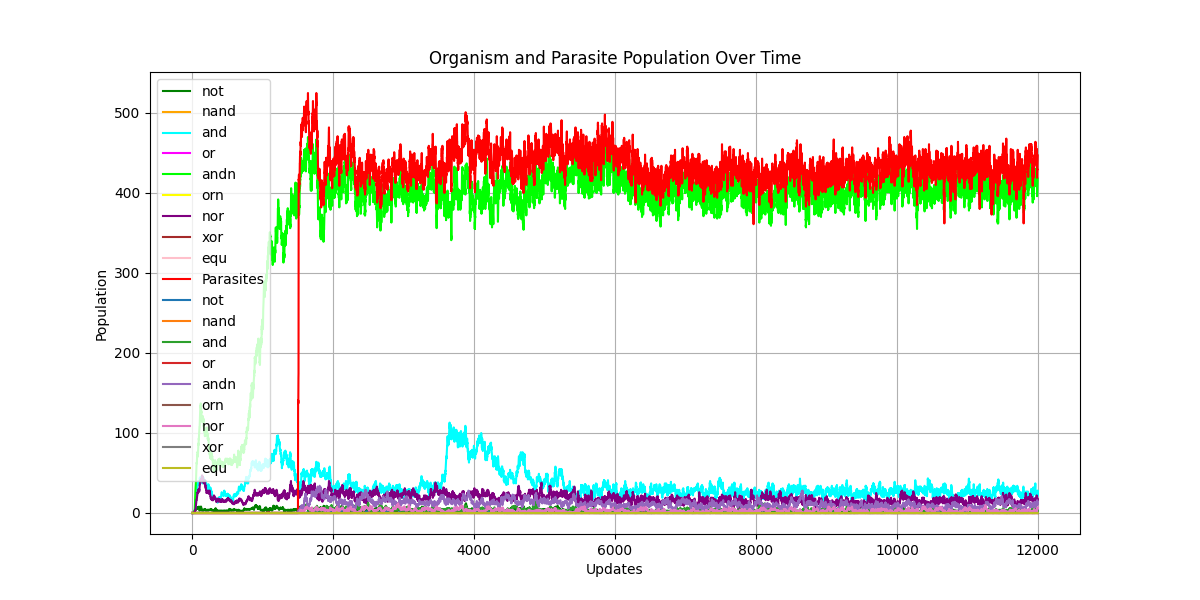 Organism and Parasite Population Over Time
not
nand
and
or
andn
orn
nor
xor
equ
Parasites
not
nand
and
or
andn
orn
nor
xor
equ
Population
500
400
300
200
100
0
0 2000 4000 6000 8000 10000 12000
Updates